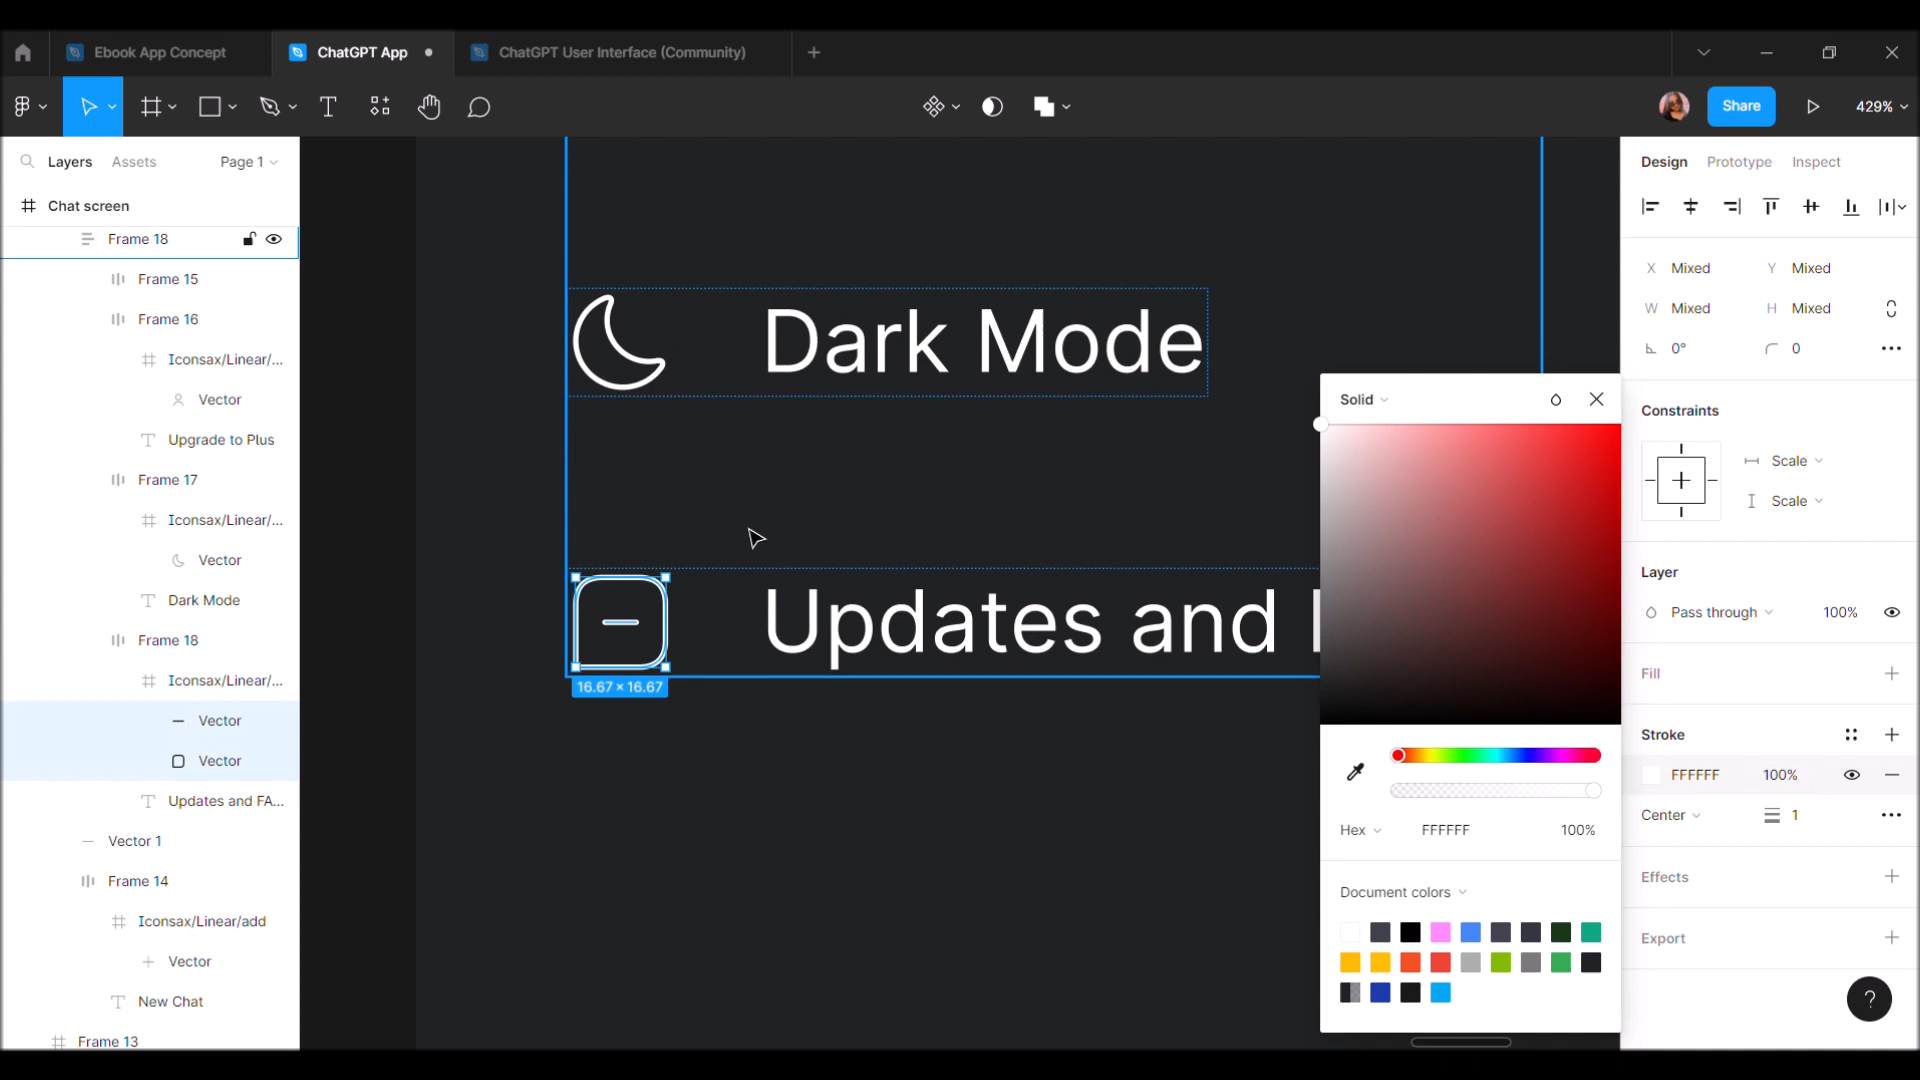 Ebook App Concept
ChatGPT App
ChatGPT User Interface (Community)
Share
429%
Layers
Assets
Page 1
Chat screen
Frame 18
Frame 15
Frame 16
Iconsax/Linear/...
Vector
Upgrade to Plus
Frame 17
Iconsax/Linear/...
Vector
Dark Mode
Frame 18
Iconsax/Linear/...
Vector
Vector
Updates and FA...
Vector 1
Frame 14
Iconsax/Linear/add
Vector
New Chat
Frame 13
Dark Mode
Updates and
16.67 × 16.67
Solid
Hex
FFFFFF
100%
Document colors
Design
Prototype
Inspect
X Mixed
Y Mixed
W Mixed
H Mixed
0°
0
Constraints
Scale
Scale
Layer
Pass through
100%
Fill
Stroke
FFFFFF
100%
Center
1
Effects
Export
?